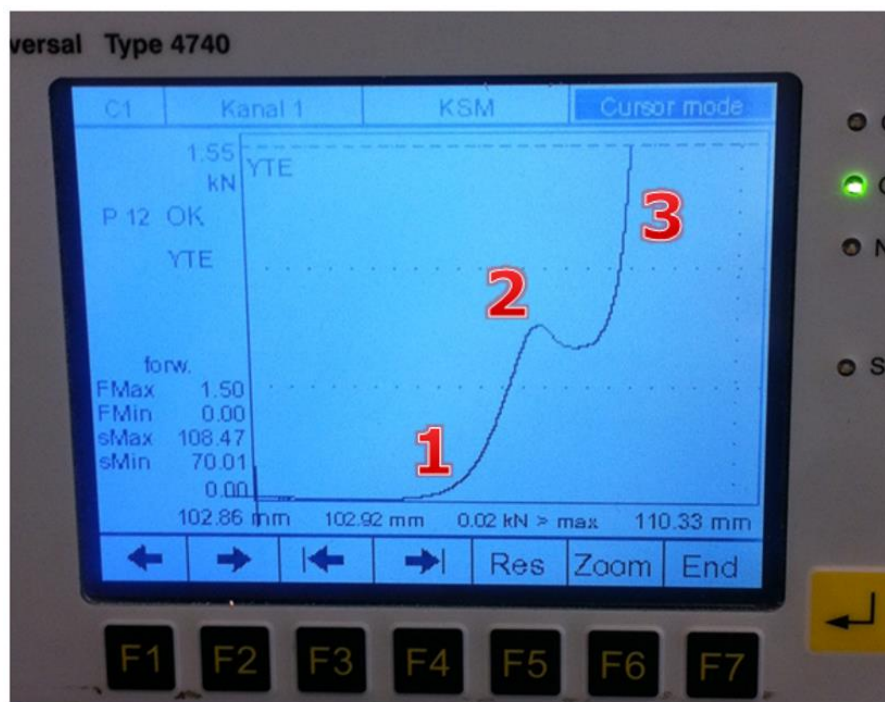 versal Type 4740
C1 Kanal 1 KSM Cursor mode
1.55
kN
YTE
P 12 OK
YTE
3
2
forw.
FMax 1.50
FMin 0.00
sMax 108.47
sMin 70.01
1
0.00
102.86 mm 102.92 mm 0.02 kN > max 110.33 mm
Res Zoom End
F1 F2 F3 F4 F5 F6 F7